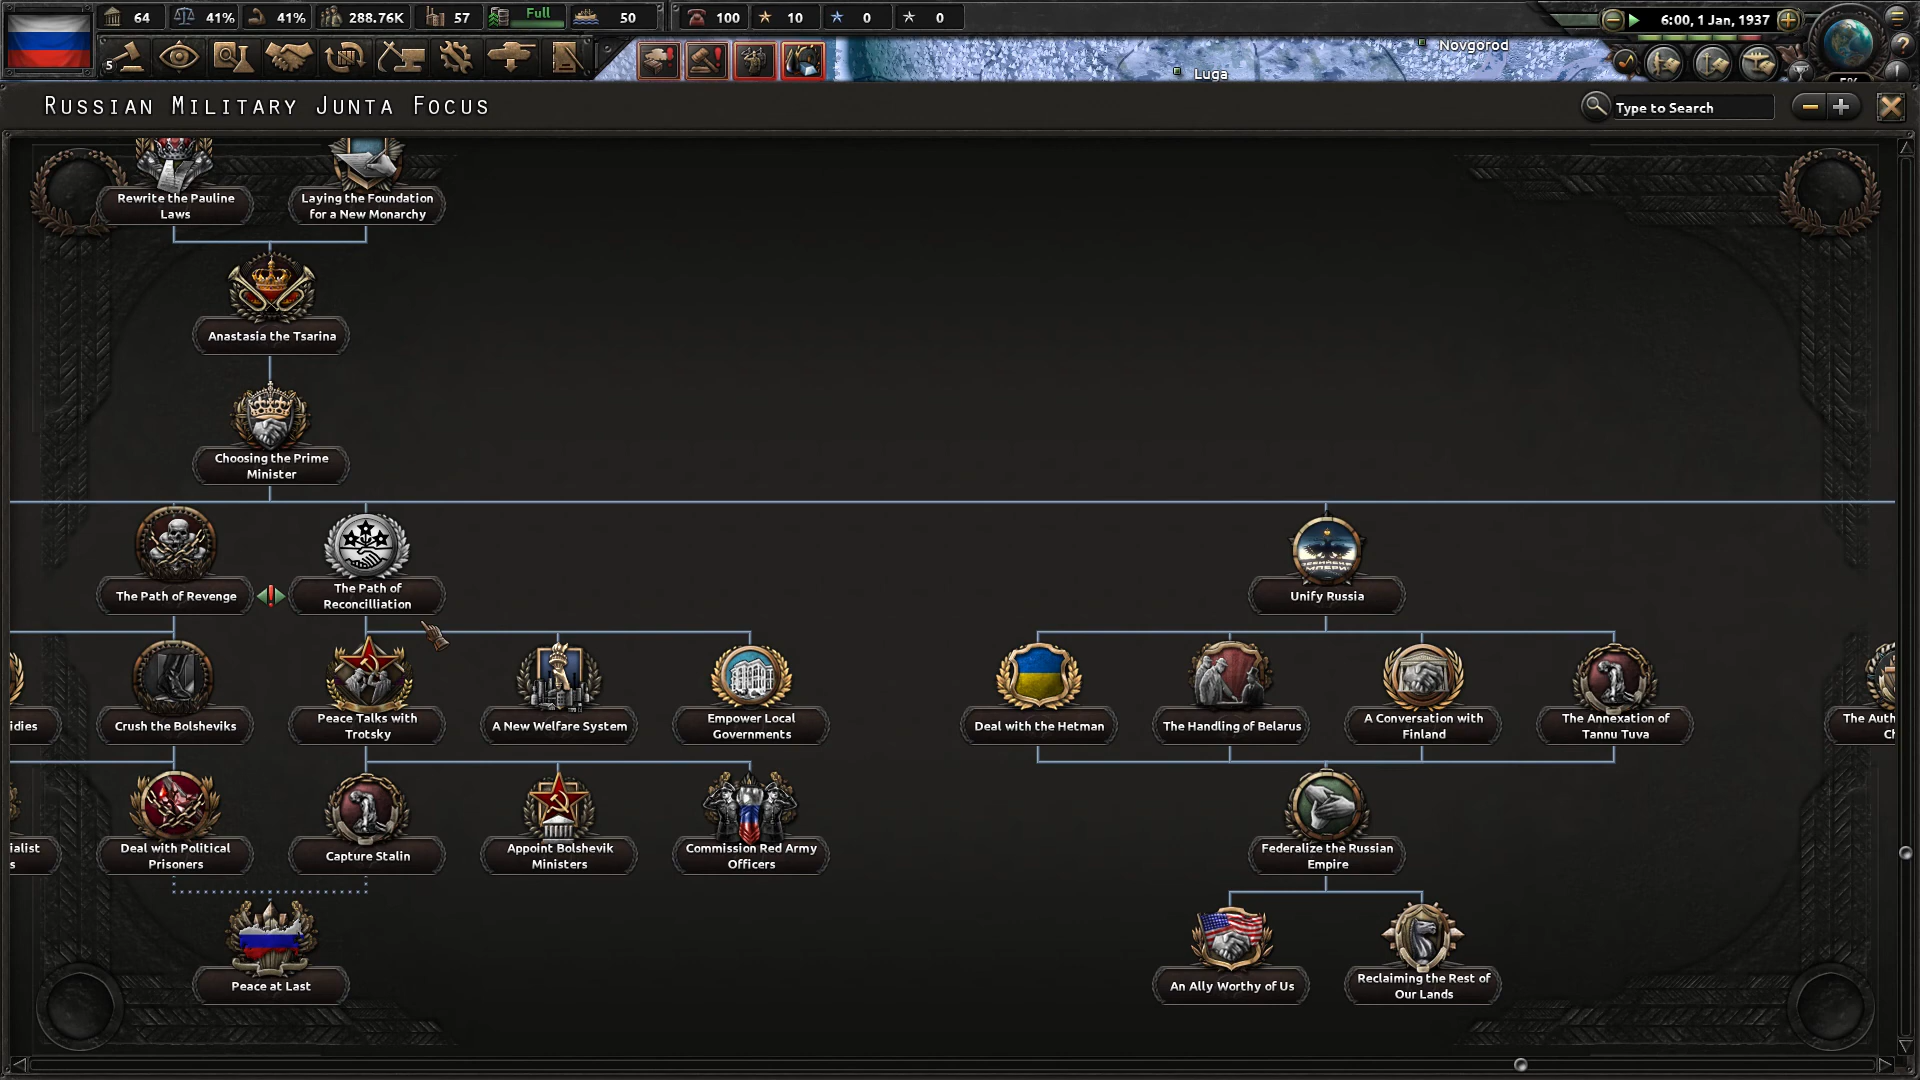 64
41%
41%
288.76K
57
Full
50
100
10
0
0
6:00, 1 Jan, 1937
5
Novgorod
Luga
5%
RUSSIAN MILITARY JUNTA FOCUS
Type to Search
Rewrite the Pauline
Laws
Laying the Foundation
for a New Monarchy
Anastasia the Tsarina
Choosing the Prime
Minister
The Path of Revenge
The Path of
Reconcilliation
Unify Russia
idies
Crush the Bolsheviks
Peace Talks with
Trotsky
A New Welfare System
Empower Local
Governments
Deal with the Hetman
The Handling of Belarus
A Conversation with
Finland
The Annexation of
Tannu Tuva
The Auth
Ch
ialist
s
Deal with Political
Prisoners
Capture Stalin
Appoint Bolshevik
Ministers
Commission Red Army
Officers
Federalize the Russian
Empire
Peace at Last
An Ally Worthy of Us
Reclaiming the Rest of
Our Lands